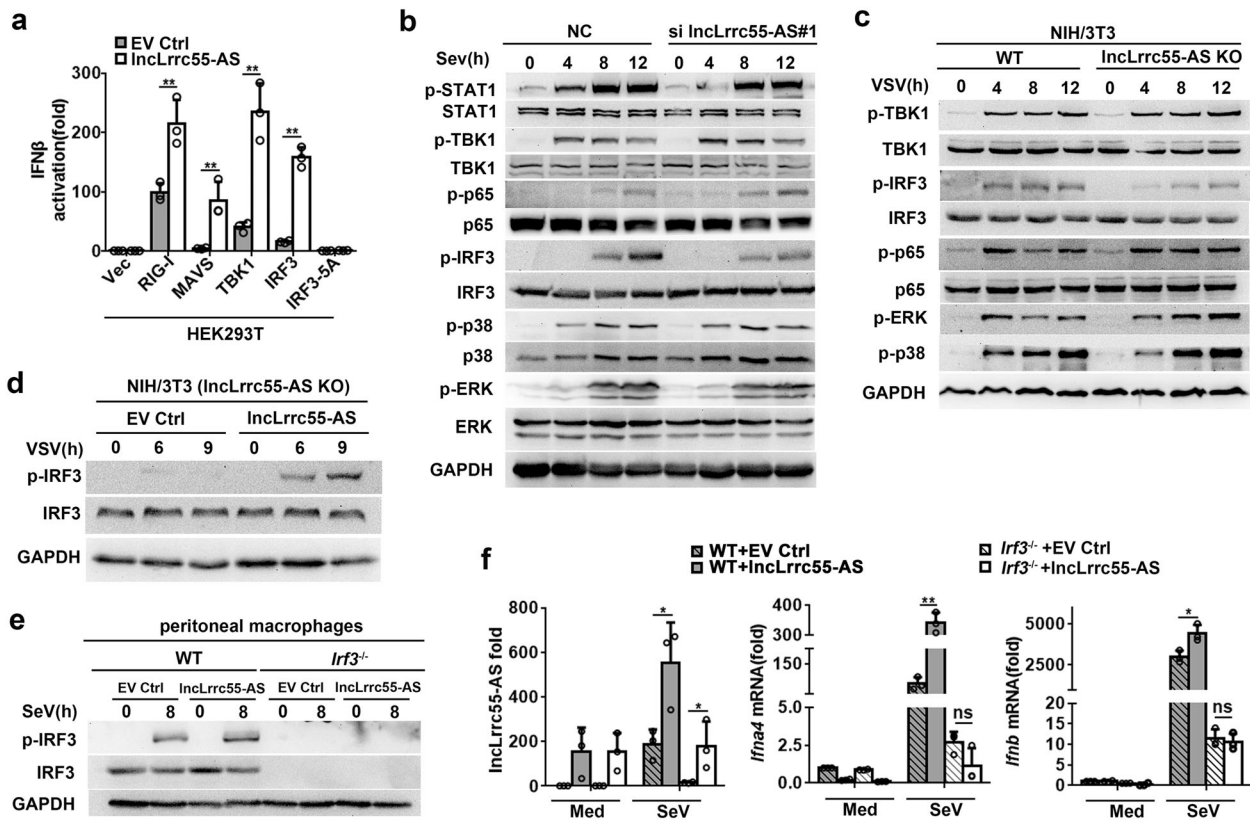 a
EV Ctrl
lncLrrc55-AS
IFNβ
activation(fold)
300
200
100
0
**
**
**
**
Vec
RIG-I
MAVS
TBK1
IRF3
IRF3-5A
HEK293T
b
NC
si lncLrrc55-AS#1
Sev(h)
0 4 8 12 0 4 8 12
p-STAT1
STAT1
p-TBK1
TBK1
p-p65
p65
p-IRF3
IRF3
p-p38
p38
p-ERK
ERK
GAPDH
c
NIH/3T3
WT
lncLrrc55-AS KO
VSV(h)
0 4 8 12 0 4 8 12
p-TBK1
TBK1
p-IRF3
IRF3
p-p65
p65
p-ERK
p-p38
GAPDH
d
NIH/3T3 (lncLrrc55-AS KO)
EV Ctrl
lncLrrc55-AS
VSV(h)
0 6 9 0 6 9
p-IRF3
IRF3
GAPDH
e
peritoneal macrophages
WT
Irf3-/-
EV Ctrl lncLrrc55-AS EV Ctrl lncLrrc55-AS
SeV(h)
0 8 0 8 0 8 0 8
p-IRF3
IRF3
GAPDH
f
WT+EV Ctrl
WT+lncLrrc55-AS
Irf3-/- +EV Ctrl
Irf3-/- +lncLrrc55-AS
lncLrrc55-AS fold
800
600
400
200
0
*
*
Med
SeV
Ifna4 mRNA(fold)
400
350
300
150
100
50
5.0
2.5
0.0
**
ns
Med
SeV
Ifnb mRNA(fold)
5000
2500
15
10
5
0
*
ns
Med
SeV